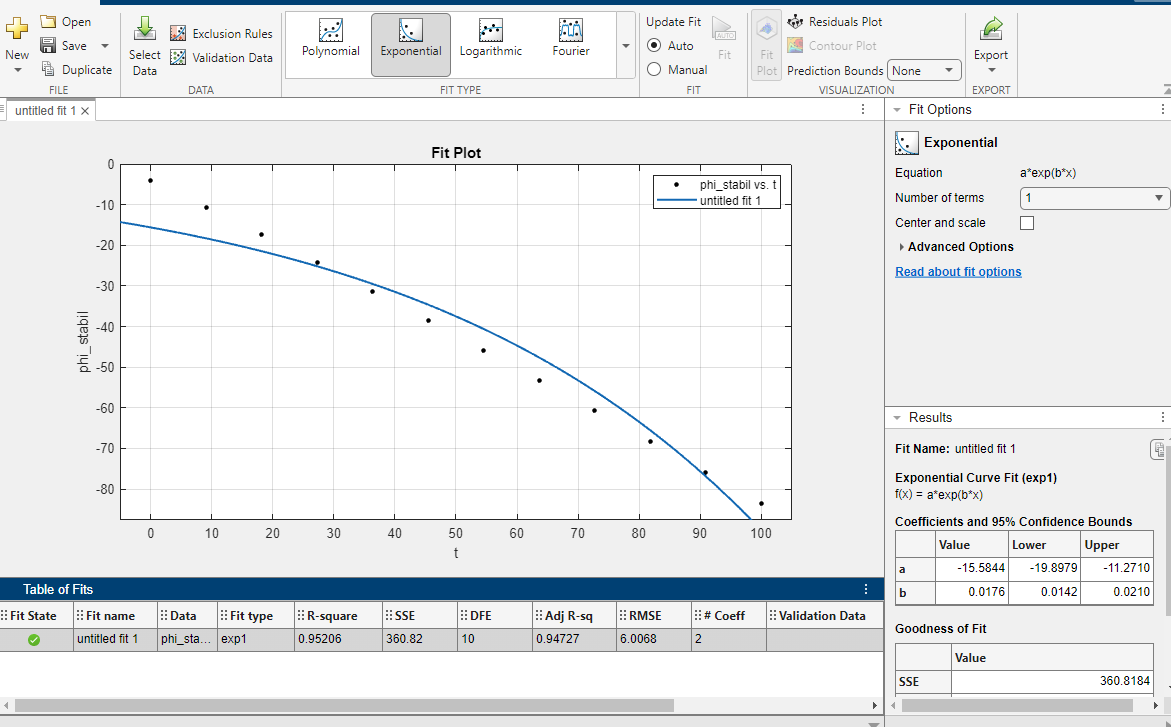 New
Open
Save
Duplicate
FILE
Select
Data
Exclusion Rules
Validation Data
DATA
Polynomial
Exponential
Logarithmic
Fourier
FIT TYPE
Update Fit
Auto
Manual
AUTO
Fit
FIT
Fit
Plot
Residuals Plot
Contour Plot
Prediction Bounds None
VISUALIZATION
Export
EXPORT
untitled fit 1
Fit Plot
0
-10
-20
-30
-40
-50
-60
-70
-80
phi_stabil
phi_stabil vs. t
untitled fit 1
0 10 20 30 40 50 60 70 80 90 100
t
Table of Fits
Fit State Fit name Data Fit type R-square SSE DFE Adj R-sq RMSE # Coeff Validation Data
untitled fit 1 phi_sta... exp1 0.95206 360.82 10 0.94727 6.0068 2
Fit Options
Exponential
Equation a*exp(b*x)
Number of terms 1
Center and scale
Advanced Options
Read about fit options
Results
Fit Name: untitled fit 1
Exponential Curve Fit (exp1)
f(x) = a*exp(b*x)
Coefficients and 95% Confidence Bounds
Value Lower Upper
a -15.5844 -19.8979 -11.2710
b 0.0176 0.0142 0.0210
Goodness of Fit
Value
SSE 360.8184